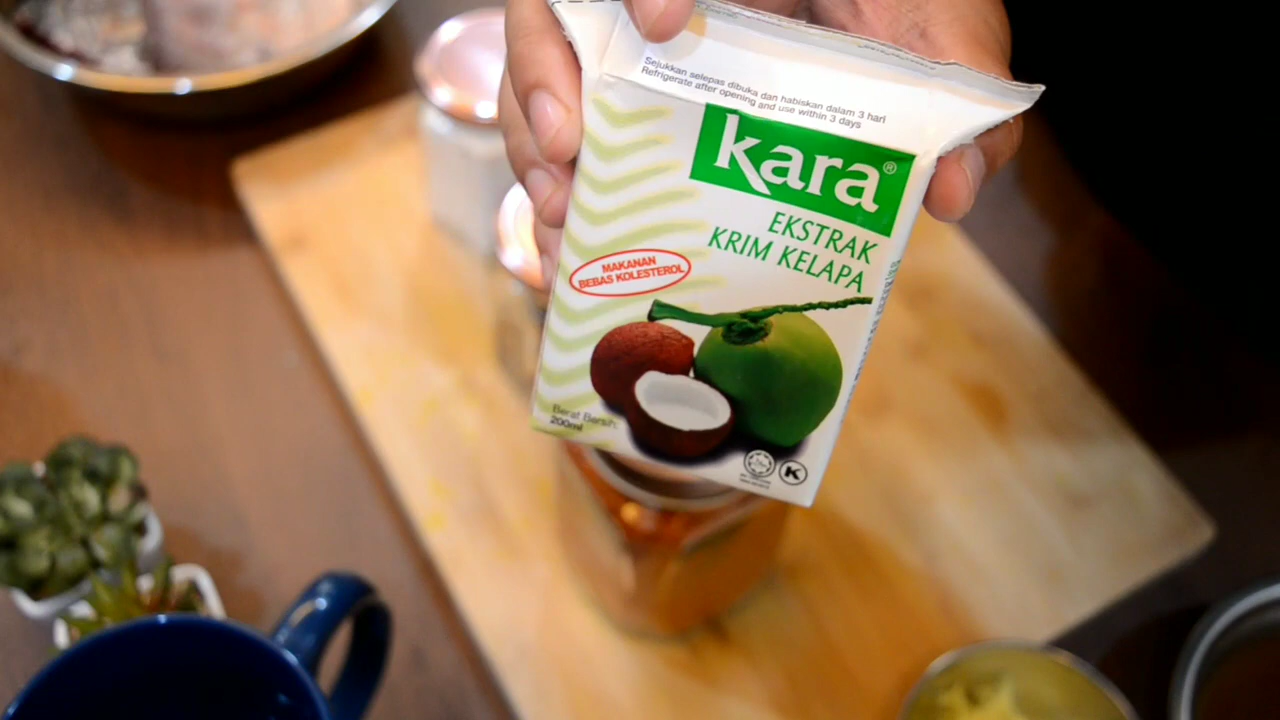 Sejukkan selepas dibuka dan habiskan dalam 3 hari
Refrigerate after opening and use within 3 days
kara®
EKSTRAK
KRIM KELAPA
MAKANAN
BEBAS KOLESTEROL
Berat Bersih:
200ml
K